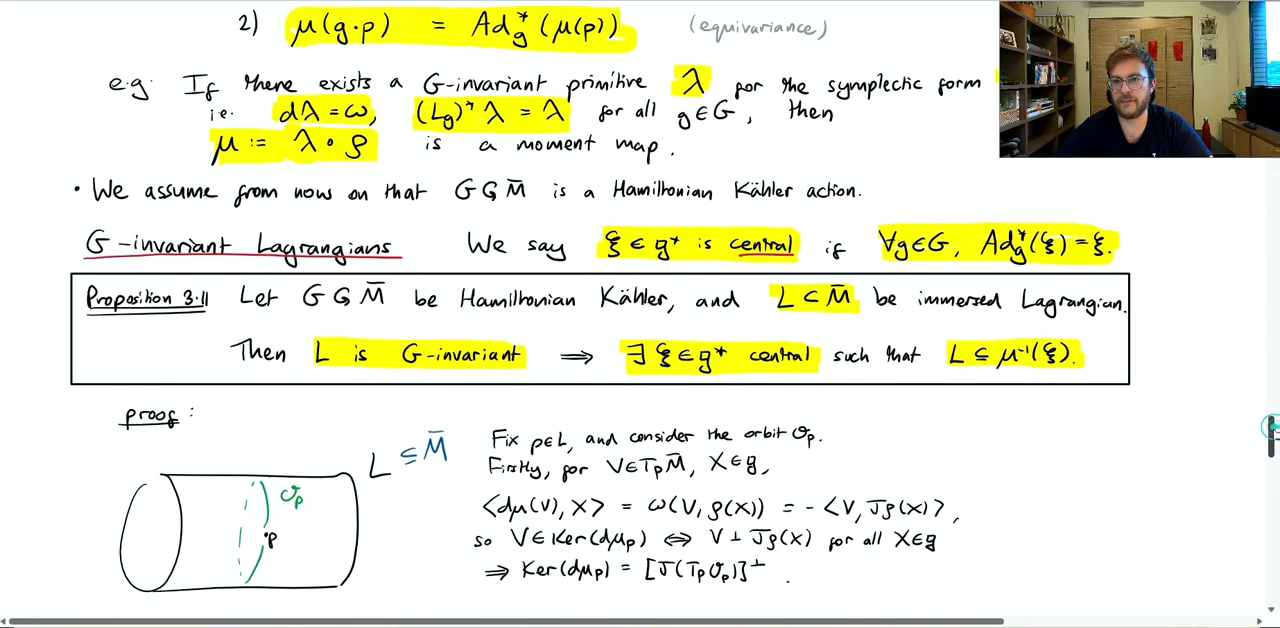 2) μ(g·p) = Ad*_g (μ(p)) (equivariance)
e.g. If there exists a G-invariant primitive λ for the symplectic form
i.e. dλ = ω, (L_g)* λ = λ for all g∈G, then
μ := λ ∘ ρ is a moment map.
• We assume from now on that G G M̄ is a Hamiltonian Kähler action.
G-invariant Lagrangians We say ξ ∈ g* is central if ∀g∈G, Ad*_g(ξ) = ξ.
Proposition 3.11 Let G G M̄ be Hamiltonian Kähler, and L ⊂ M̄ be immersed Lagrangian.
Then L is G-invariant ⟹ ∃ ξ ∈ g* central such that L ⊆ μ⁻¹(ξ).
proof :
L ⊆ M̄
O_p
p
Fix p∈L, and consider the orbit O_p.
Firstly, for V∈T_pM̄, X∈g,
<dμ(V), X> = ω(V, ρ(X)) = - <V, Jρ(X)>,
so V∈Ker(dμ_p) ⟺ V ⊥ Jρ(X) for all X∈g
⟹ Ker(dμ_p) = [J(T_pO_p)]^⊥.